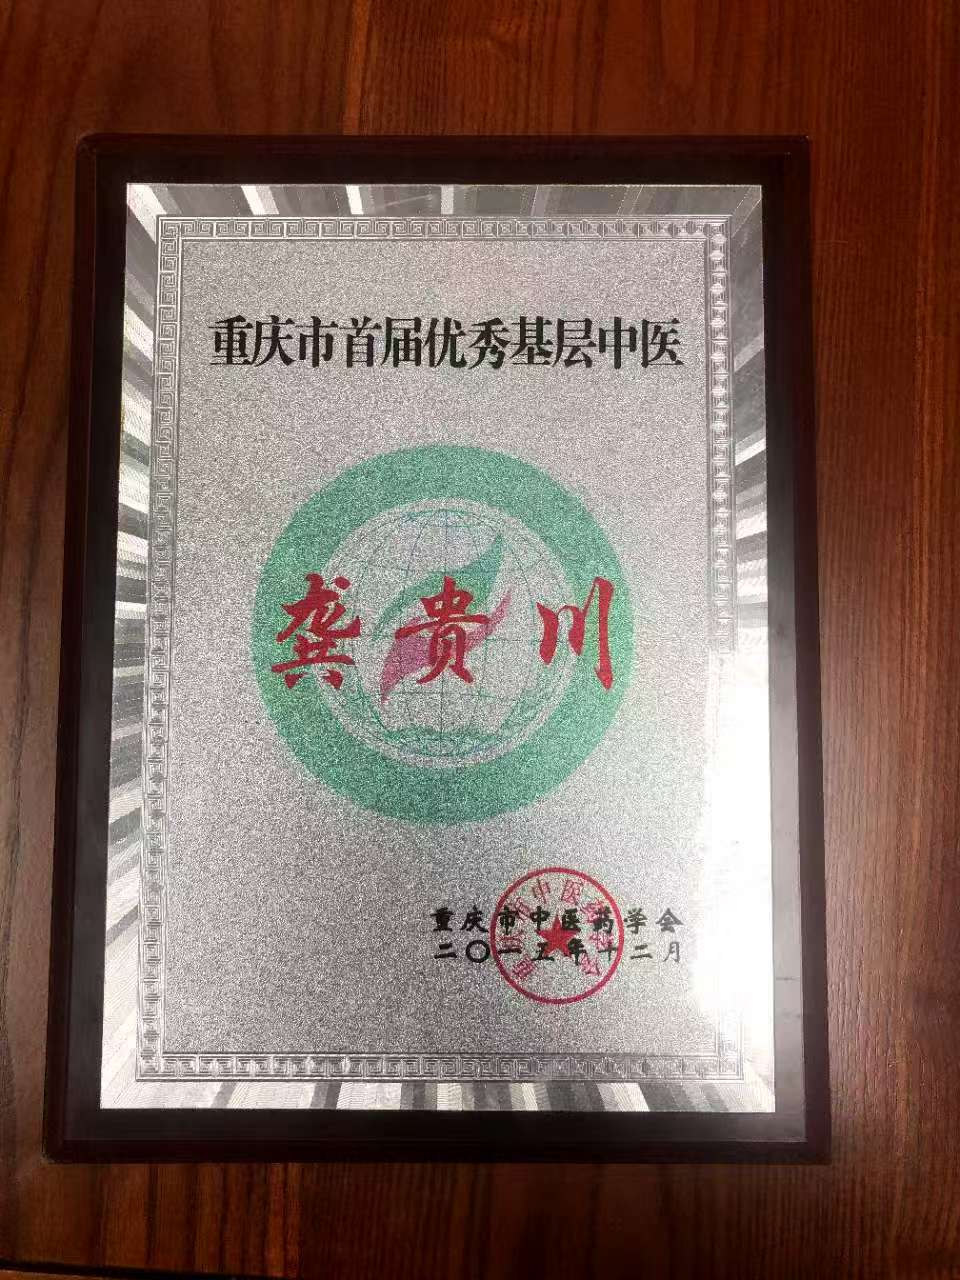 重庆市首届优秀基层中医
龚贵川
重庆市中医药学会
二〇一五年十二月